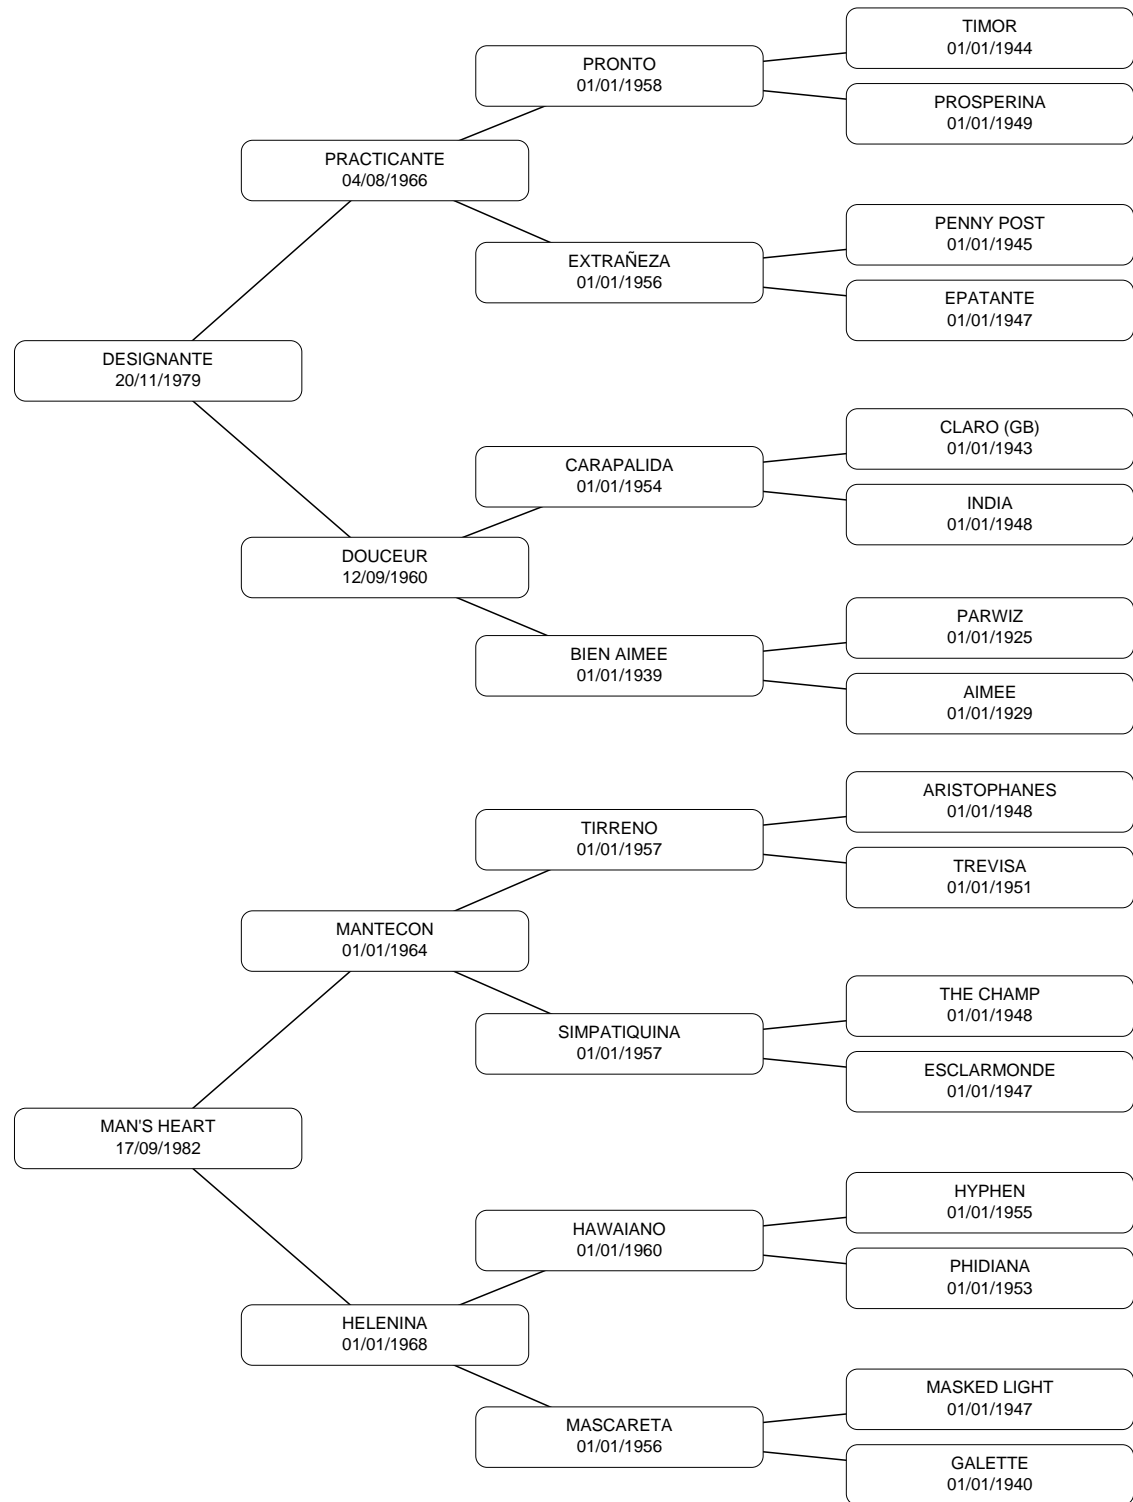 TIMOR
01/01/1944
PRONTO
01/01/1958
PROSPERINA
01/01/1949
PRACTICANTE
04/08/1966
PENNY POST
01/01/1945
EXTRAÑEZA
01/01/1956
EPATANTE
01/01/1947
DESIGNANTE
20/11/1979
CLARO (GB)
01/01/1943
CARAPALIDA
01/01/1954
INDIA
01/01/1948
DOUCEUR
12/09/1960
PARWIZ
01/01/1925
BIEN AIMEE
01/01/1939
AIMEE
01/01/1929
ARISTOPHANES
01/01/1948
TIRRENO
01/01/1957
TREVISA
01/01/1951
MANTECON
01/01/1964
THE CHAMP
01/01/1948
SIMPATIQUINA
01/01/1957
ESCLARMONDE
01/01/1947
MAN'S HEART
17/09/1982
HYPHEN
01/01/1955
HAWAIANO
01/01/1960
PHIDIANA
01/01/1953
HELENINA
01/01/1968
MASKED LIGHT
01/01/1947
MASCARETA
01/01/1956
GALETTE
01/01/1940